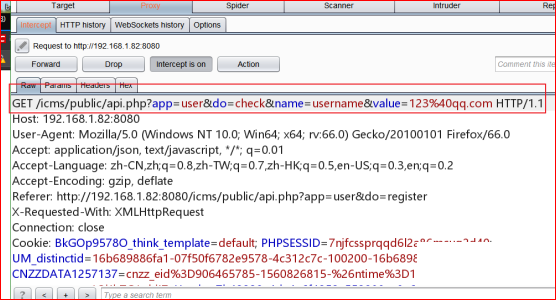 Target Proxy Spider Scanner Intruder
Intercept HTTP history WebSockets history Options
Request to http://192.168.1.82:8080
Forward Drop Intercept is on Action Comment this
Raw Params Headers Hex
GET /icms/public/api.php?app=user&do=check&name=username&value=123%40qq.com HTTP/1.1
Host: 192.168.1.82:8080
User-Agent: Mozilla/5.0 (Windows NT 10.0; Win64; x64; rv:66.0) Gecko/20100101 Firefox/66.0
Accept: application/json, text/javascript, */*; q=0.01
Accept-Language: zh-CN,zh;q=0.8,zh-TW;q=0.7,zh-HK;q=0.5,en-US;q=0.3,en;q=0.2
Accept-Encoding: gzip, deflate
Referer: http://192.168.1.82:8080/icms/public/api.php?app=user&do=register
X-Requested-With: XMLHttpRequest
Connection: close
Cookie: BkGOp9578O_think_template=default; PHPSESSID=
UM_distinctid=16b689886fa1-07f50f6782e9578-4c312c7c-100200-16b6898
CNZZDATA1257137=cnzz_eid%3D906465785-1560826815-%26ntime%3D1
? < + > Type a search term